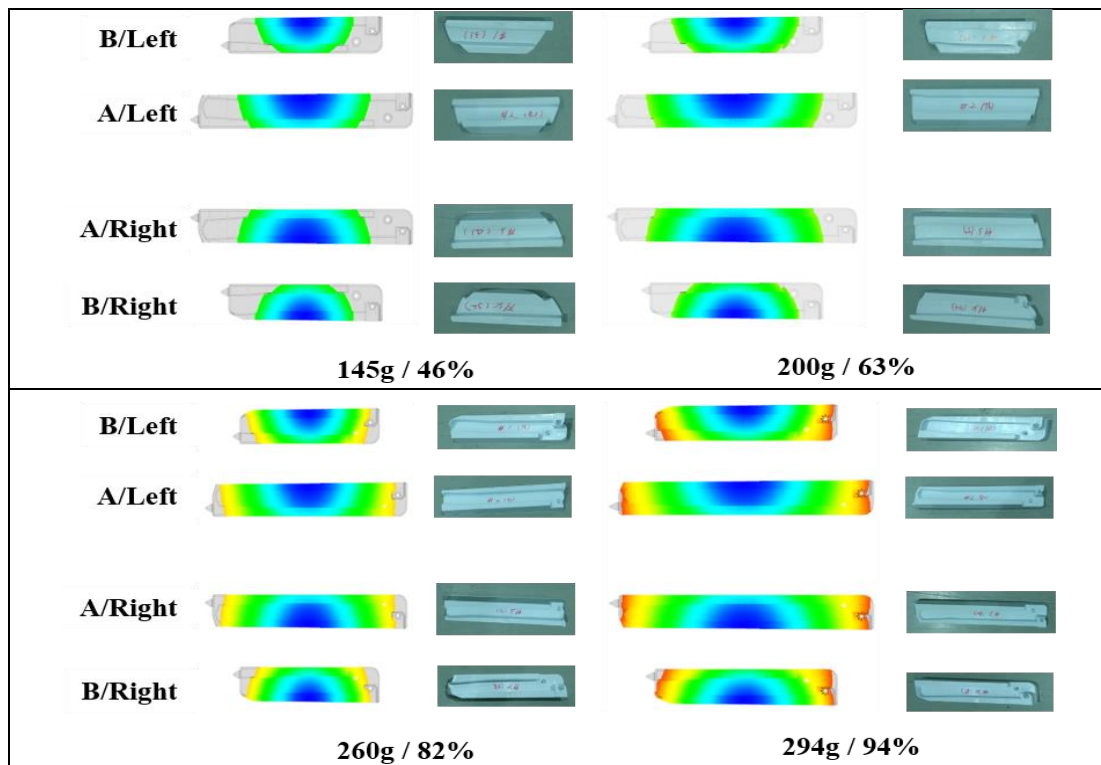 B/Left
A/Left
A/Right
B/Right
145g / 46%
200g / 63%
B/Left
A/Left
A/Right
B/Right
260g / 82%
294g / 94%